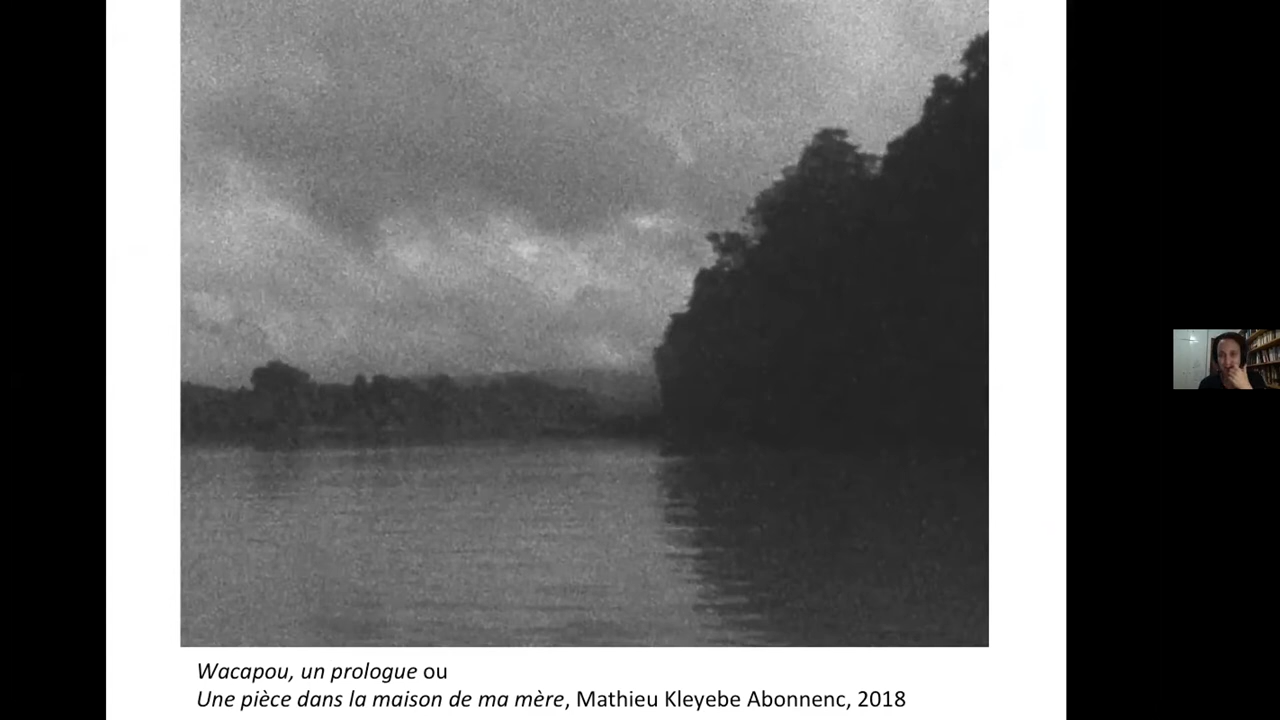 Wacapou, un prologue ou
Une pièce dans la maison de ma mère, Mathieu Kleyebe Abonnenc, 2018